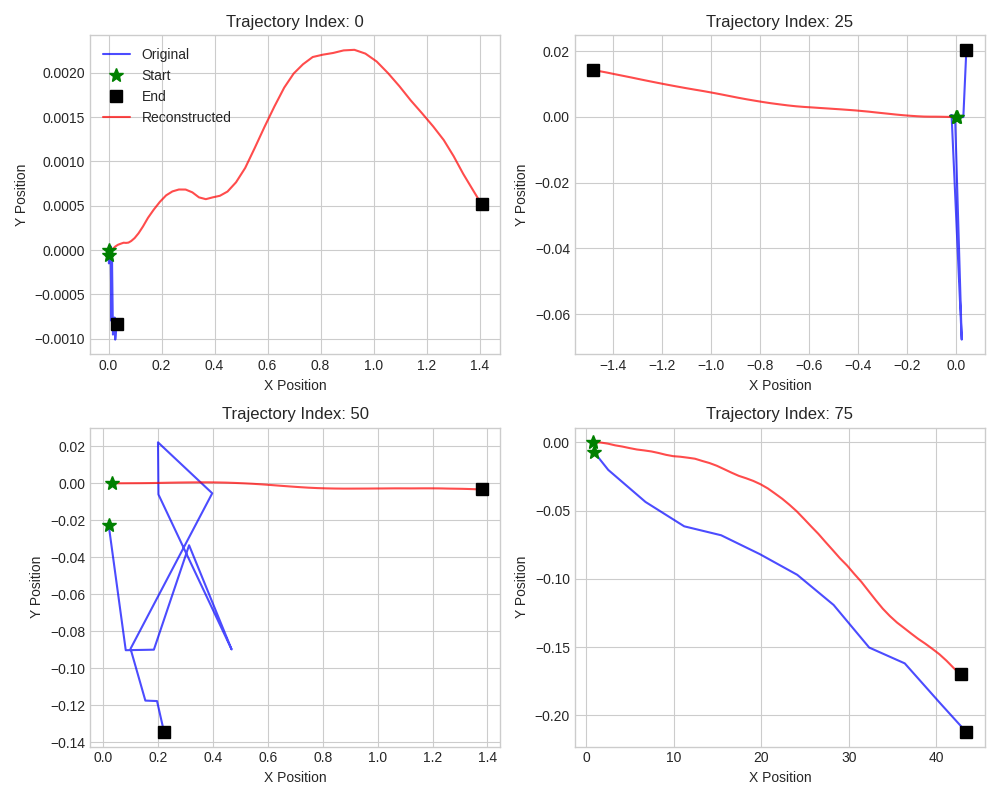 Trajectory Index: 0
Original
Start
End
Reconstructed
0.0020
0.0015
0.0010
0.0005
0.0000
−0.0005
−0.0010
Y Position
0.0 0.2 0.4 0.6 0.8 1.0 1.2 1.4
X Position
Trajectory Index: 25
0.02
0.00
−0.02
−0.04
−0.06
Y Position
−1.4 −1.2 −1.0 −0.8 −0.6 −0.4 −0.2 0.0
X Position
Trajectory Index: 50
0.02
0.00
−0.02
−0.04
−0.06
−0.08
−0.10
−0.12
−0.14
Y Position
0.0 0.2 0.4 0.6 0.8 1.0 1.2 1.4
X Position
Trajectory Index: 75
0.00
−0.05
−0.10
−0.15
−0.20
Y Position
0 10 20 30 40
X Position